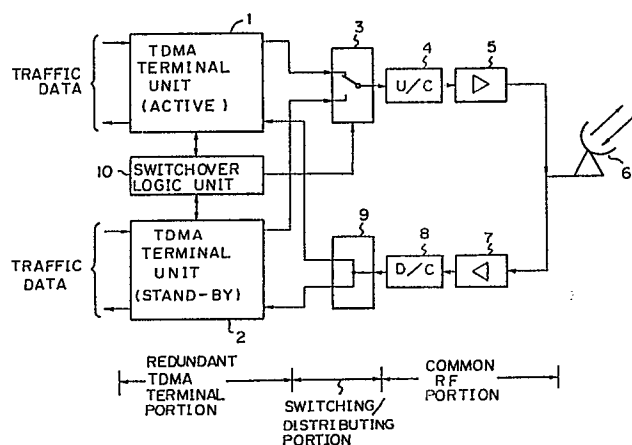 1
TDMA
TERMINAL
UNIT
(ACTIVE)
TRAFFIC
DATA
3
4
U/C
5
6
10
SWITCHOVER
LOGIC UNIT
TDMA
TERMINAL
UNIT
(STAND-BY)
2
TRAFFIC
DATA
9
8
D/C
7
REDUNDANT
TDMA
TERMINAL
PORTION
SWITCHING/
DISTRIBUTING
PORTION
COMMON
RF
PORTION